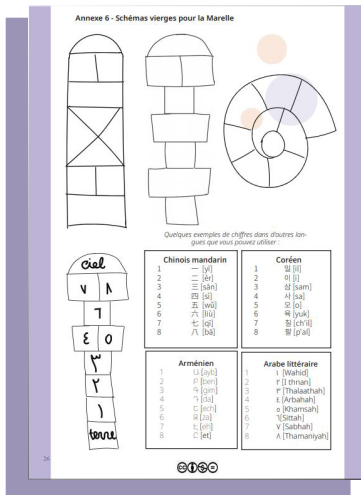 Annexe 6 - Schémas vierges pour la Marelle
Quelques exemples de chiffres dans d'autres lan-
gues que vous pouvez utiliser :
ciel
٧ ٨
٦
٤ ٥
٣
٢
١
terre
Chinois mandarin
1 一 [yi]
2 二 [èr]
3 三 [sān]
4 四 [sì]
5 五 [wǔ]
6 六 [liù]
7 七 [qi]
8 八 [bā]
Coréen
1 일 [il]
2 이 [i]
3 삼 [sam]
4 사 [sa]
5 오 [o]
6 육 [yuk]
7 칠 [ch'il]
8 팔 [p'al]
Arménien
1 Ա [ayb]
2 Բ [ben]
3 Գ [gim]
4 Դ [da]
5 Ե [ech]
6 Զ [za]
7 Է [eh]
8 Ը [et]
Arabe littéraire
1 ١ [Wahid]
2 ٢ [I thnan]
3 ٣ [Thalaathah]
4 ٤ [Arbahah]
5 ٥ [Khamsah]
6 ٦ [Sittah]
7 ٧ [Sabhah]
8 ٨ [Thamaniyah]
26